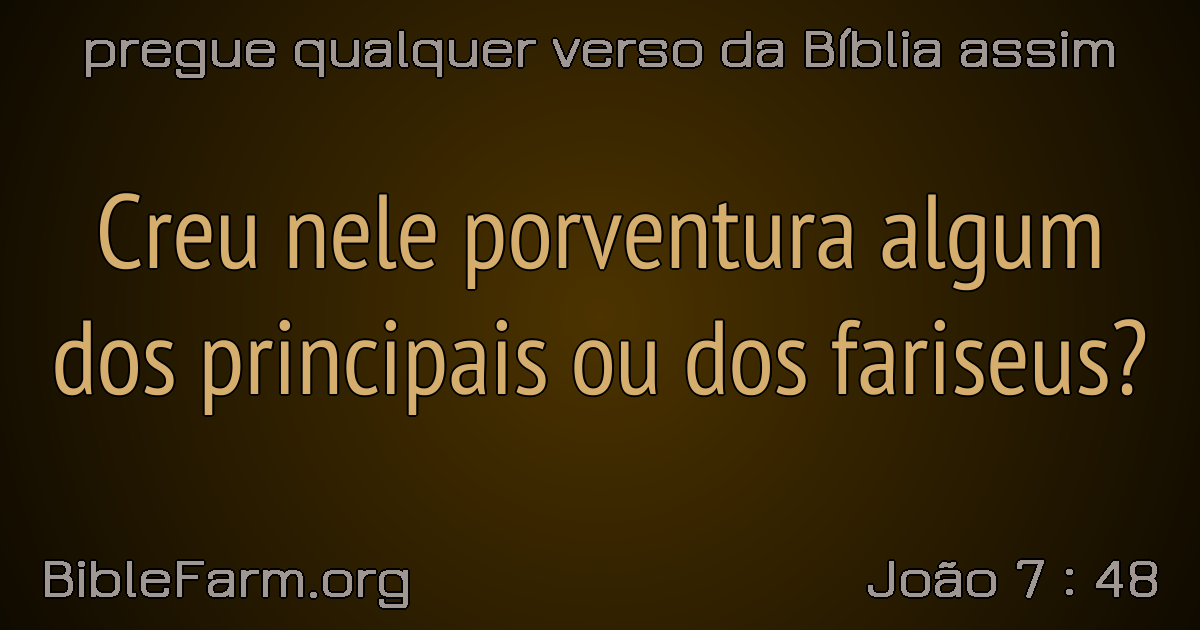 pregue qualquer verso da Bíblia assim
Creu nele porventura algum
dos principais ou dos fariseus?
BibleFarm.org
João 7 : 48